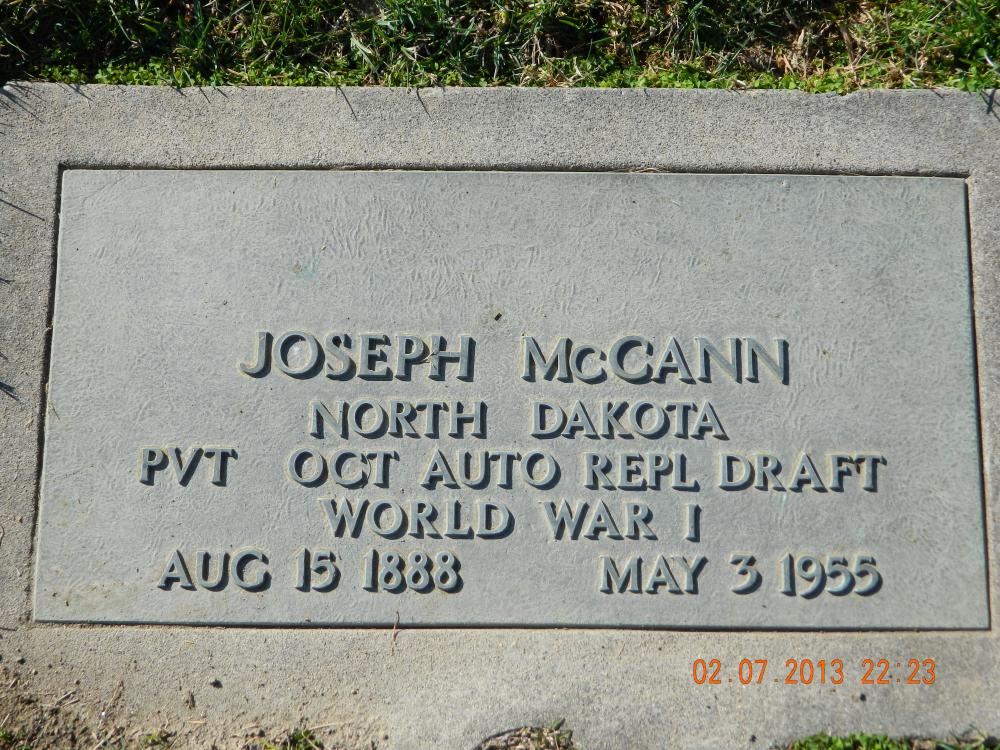 JOSEPH McCANN
NORTH DAKOTA
PVT OCT AUTO REPL DRAFT
WORLD WAR I
AUG 15 1888 MAY 3 1955
02.07.2013 22:23